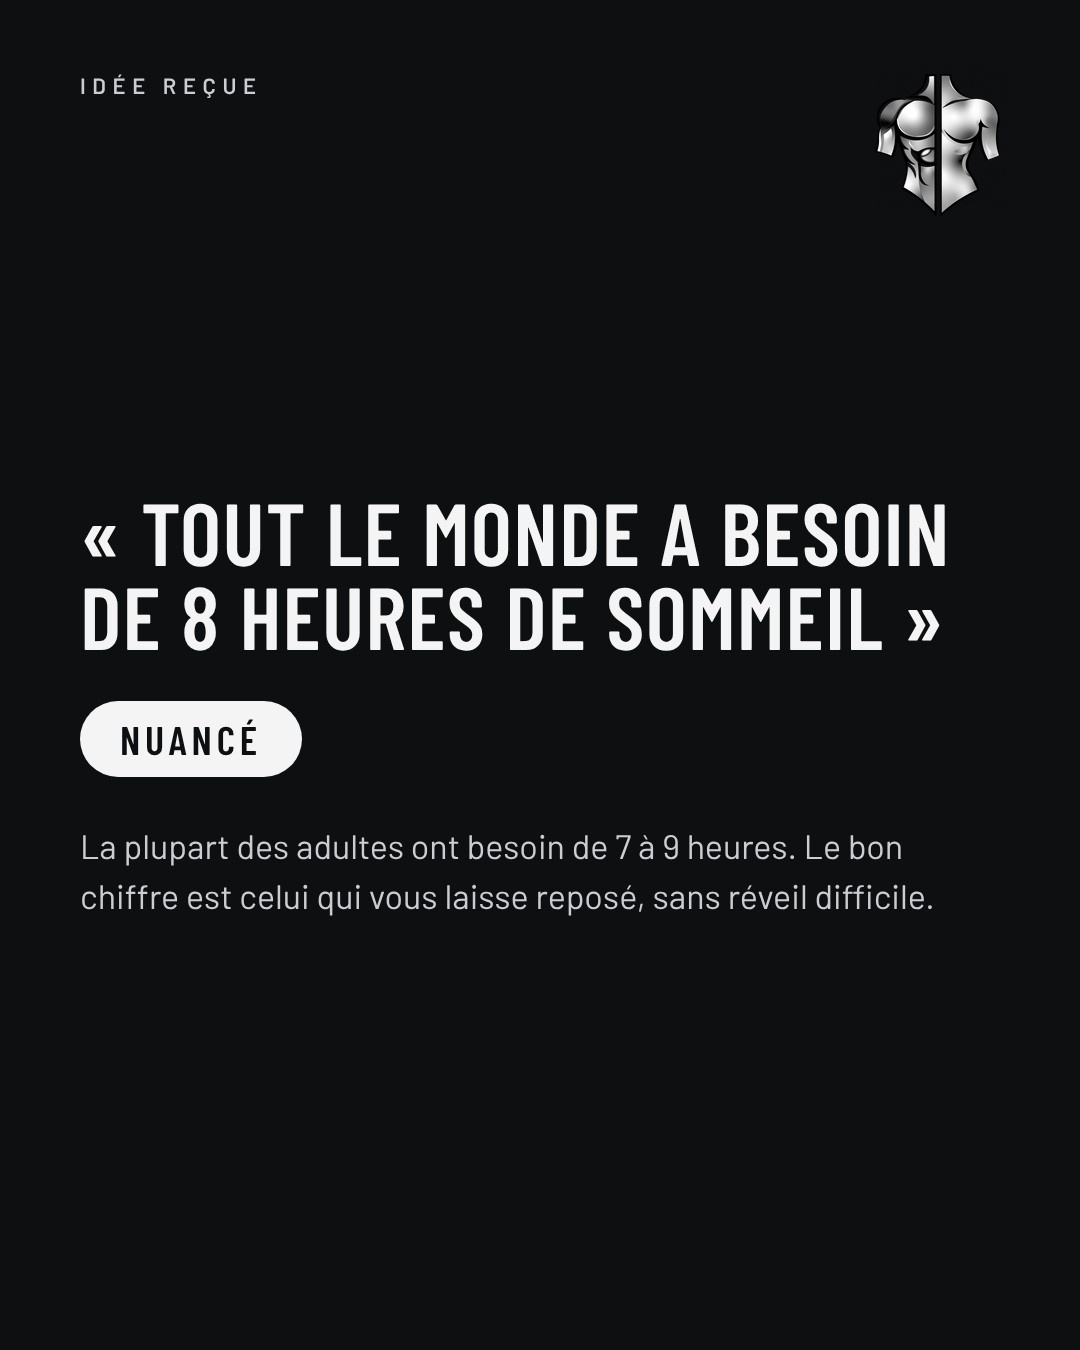 IDÉE REÇUE
« TOUT LE MONDE A BESOIN
DE 8 HEURES DE SOMMEIL »
NUANCÉ
La plupart des adultes ont besoin de 7 à 9 heures. Le bon
chiffre est celui qui vous laisse reposé, sans réveil difficile.